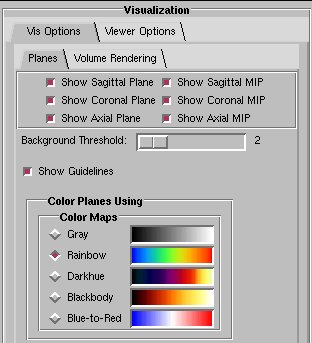 Visualization
Vis Options Viewer Options
Planes Volume Rendering
Show Sagittal Plane Show Sagittal MIP
Show Coronal Plane Show Coronal MIP
Show Axial Plane Show Axial MIP
Background Threshold: 2
Show Guidelines
Color Planes Using
Color Maps
Gray
Rainbow
Darkhue
Blackbody
Blue-to-Red